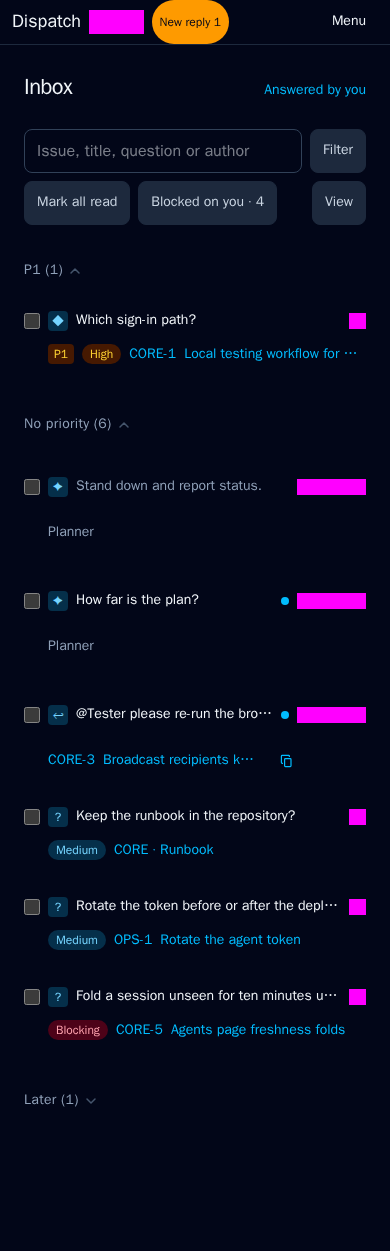 Dispatch
New reply 1
Menu
Inbox
Answered by you
Issue, title, question or author
Filter
Mark all read
Blocked on you · 4
View
P1 (1)
Which sign-in path?
P1 High CORE-1 Local testing workflow for ···
No priority (6)
Stand down and report status.
Planner
How far is the plan?
Planner
@Tester please re-run the bro···
CORE-3 Broadcast recipients k···
? Keep the runbook in the repository?
Medium CORE · Runbook
? Rotate the token before or after the depl···
Medium OPS-1 Rotate the agent token
? Fold a session unseen for ten minutes u···
Blocking CORE-5 Agents page freshness folds
Later (1)